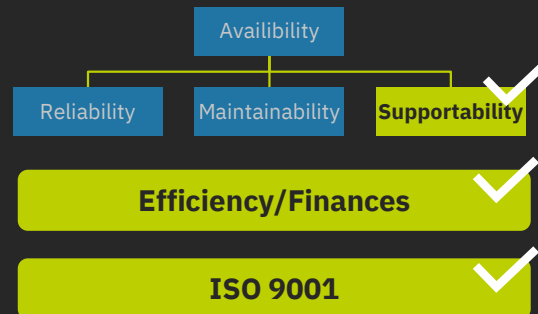 Availibility
Reliability
Maintainability
Supportability
Efficiency/Finances
ISO 9001